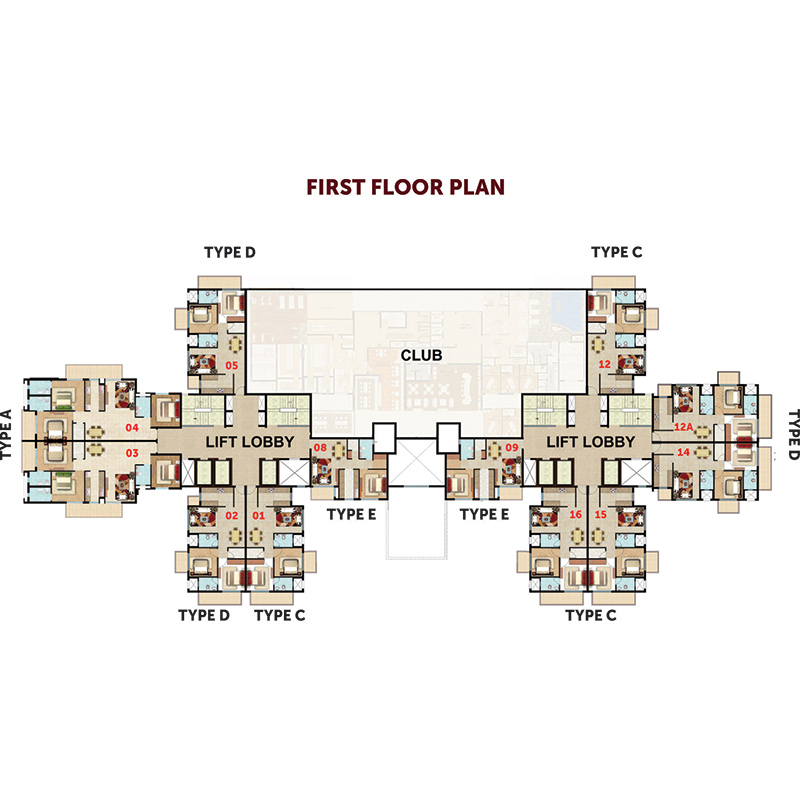 FIRST FLOOR PLAN
TYPE D
TYPE C
CLUB
05
12
TYPE A
04
03
LIFT LOBBY
08
09
LIFT LOBBY
12A
14
TYPE D
02
01
TYPE E
TYPE E
16
15
TYPE D
TYPE C
TYPE C